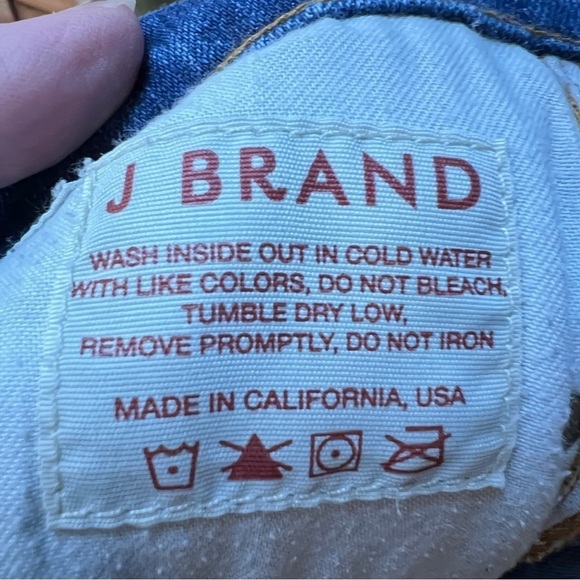 J BRAND
WASH INSIDE OUT IN COLD WATER
WITH LIKE COLORS, DO NOT BLEACH,
TUMBLE DRY LOW,
REMOVE PROMPTLY, DO NOT IRON
MADE IN CALIFORNIA, USA